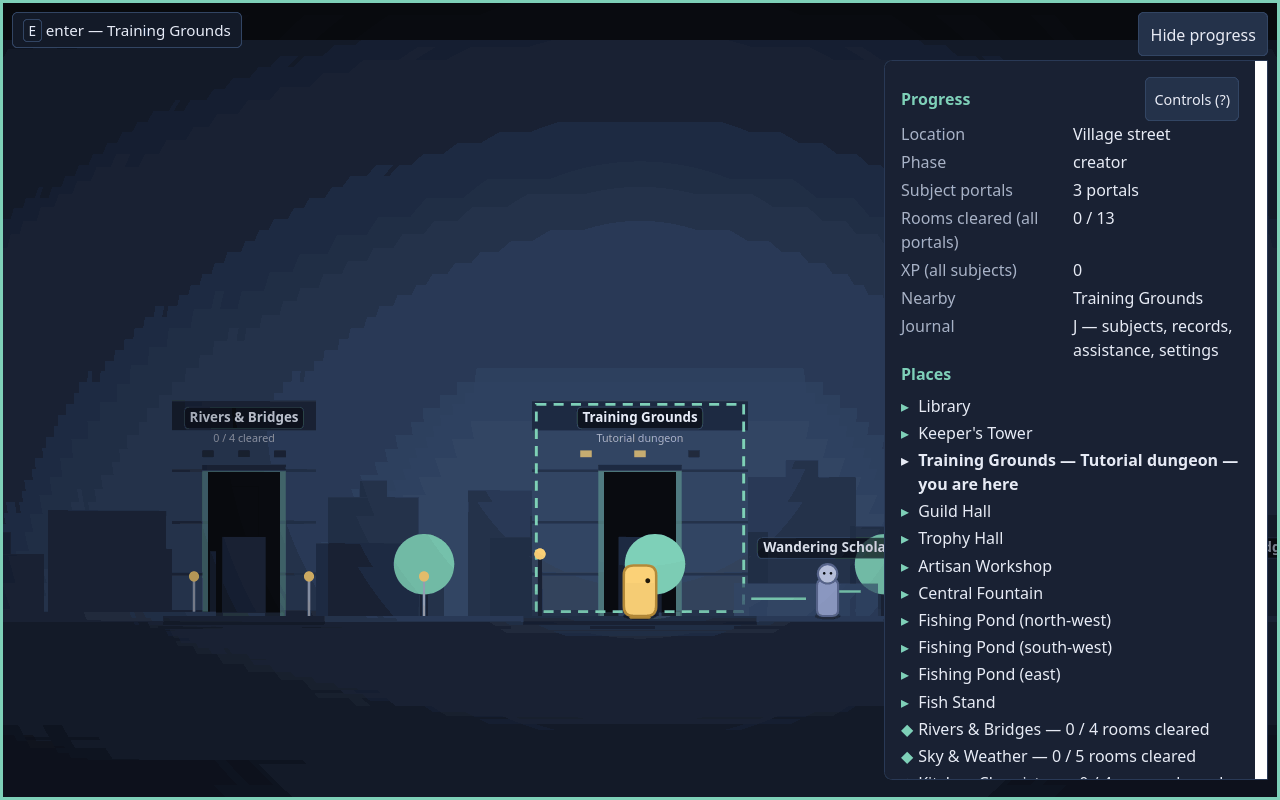 E enter — Training Grounds
Hide progress
Progress
Controls (?)
Location Village street
Phase creator
Subject portals 3 portals
Rooms cleared (all portals) 0 / 13
XP (all subjects) 0
Nearby Training Grounds
Journal J — subjects, records,
assistance, settings
Places
▸ Library
▸ Keeper's Tower
▸ Training Grounds — Tutorial dungeon —
you are here
▸ Guild Hall
▸ Trophy Hall
▸ Artisan Workshop
▸ Central Fountain
▸ Fishing Pond (north-west)
▸ Fishing Pond (south-west)
▸ Fishing Pond (east)
▸ Fish Stand
◆ Rivers & Bridges — 0 / 4 rooms cleared
◆ Sky & Weather — 0 / 5 rooms cleared
Rivers & Bridges
0 / 4 cleared
Training Grounds
Tutorial dungeon
Wandering Schola